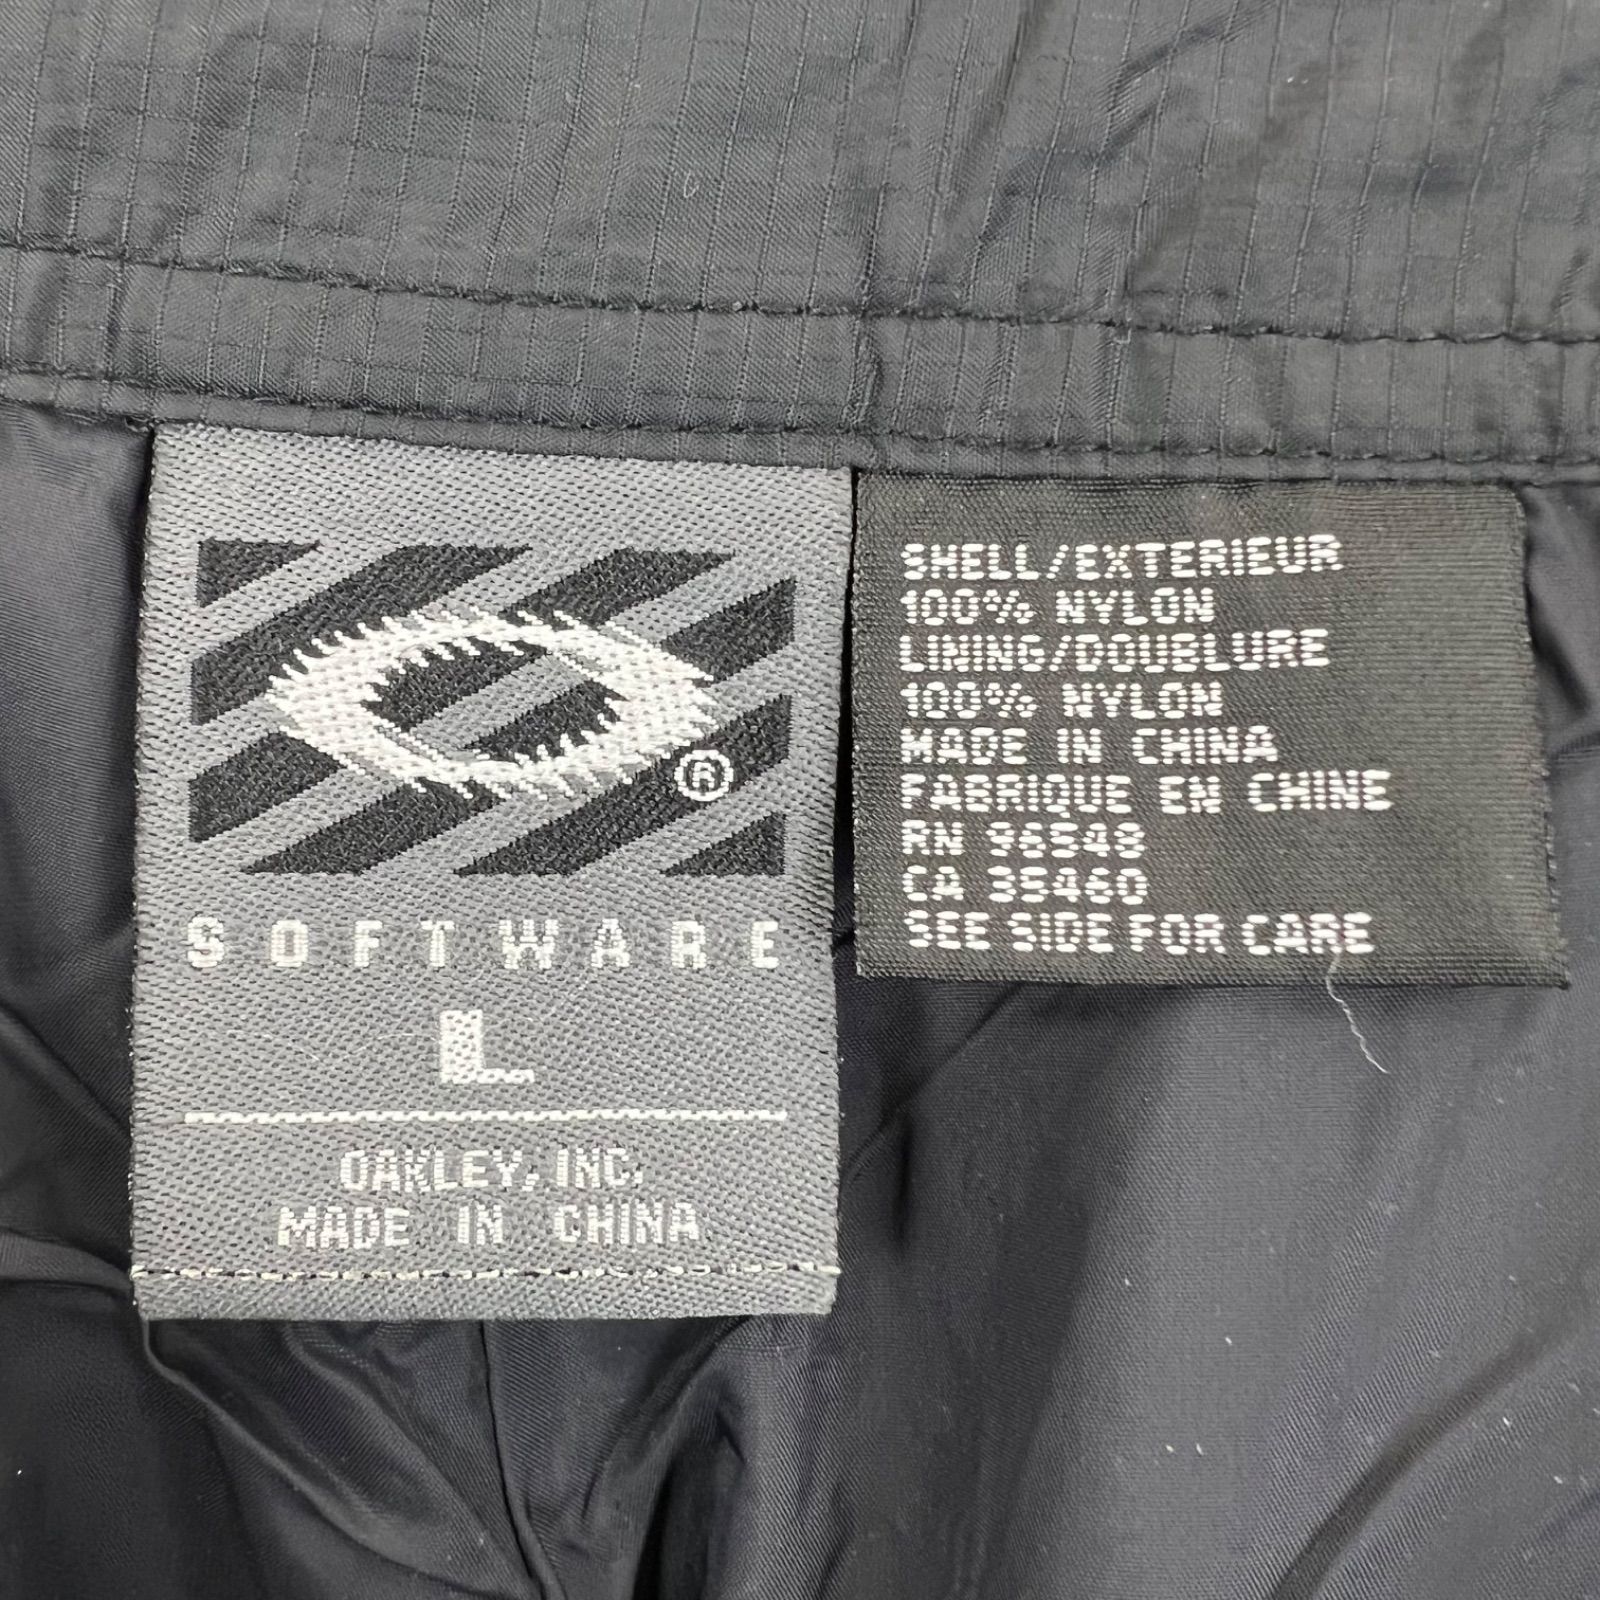 ®
SOFTWARE
L
OAKLEY, INC.
MADE IN CHINA
SHELL/EXTERIEUR
100% NYLON
LINING/DOUBLURE
100% NYLON
MADE IN CHINA
FABRIQUE EN CHINE
RN 96548
CA 35460
SEE SIDE FOR CARE